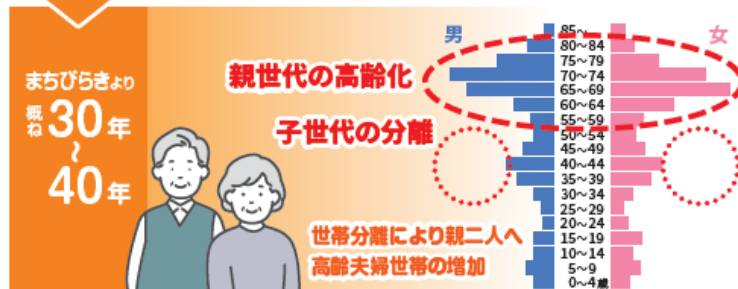 まちびらきより
概ね30年
～
40年
親世代の高齢化
子世代の分離
世帯分離により親二人へ
高齢夫婦世帯の増加
男
女
85～
80～84
75～79
70～74
65～69
60～64
55～59
50～54
45～49
40～44
35～39
30～34
25～29
20～24
15～19
10～14
5～9
0～4歳